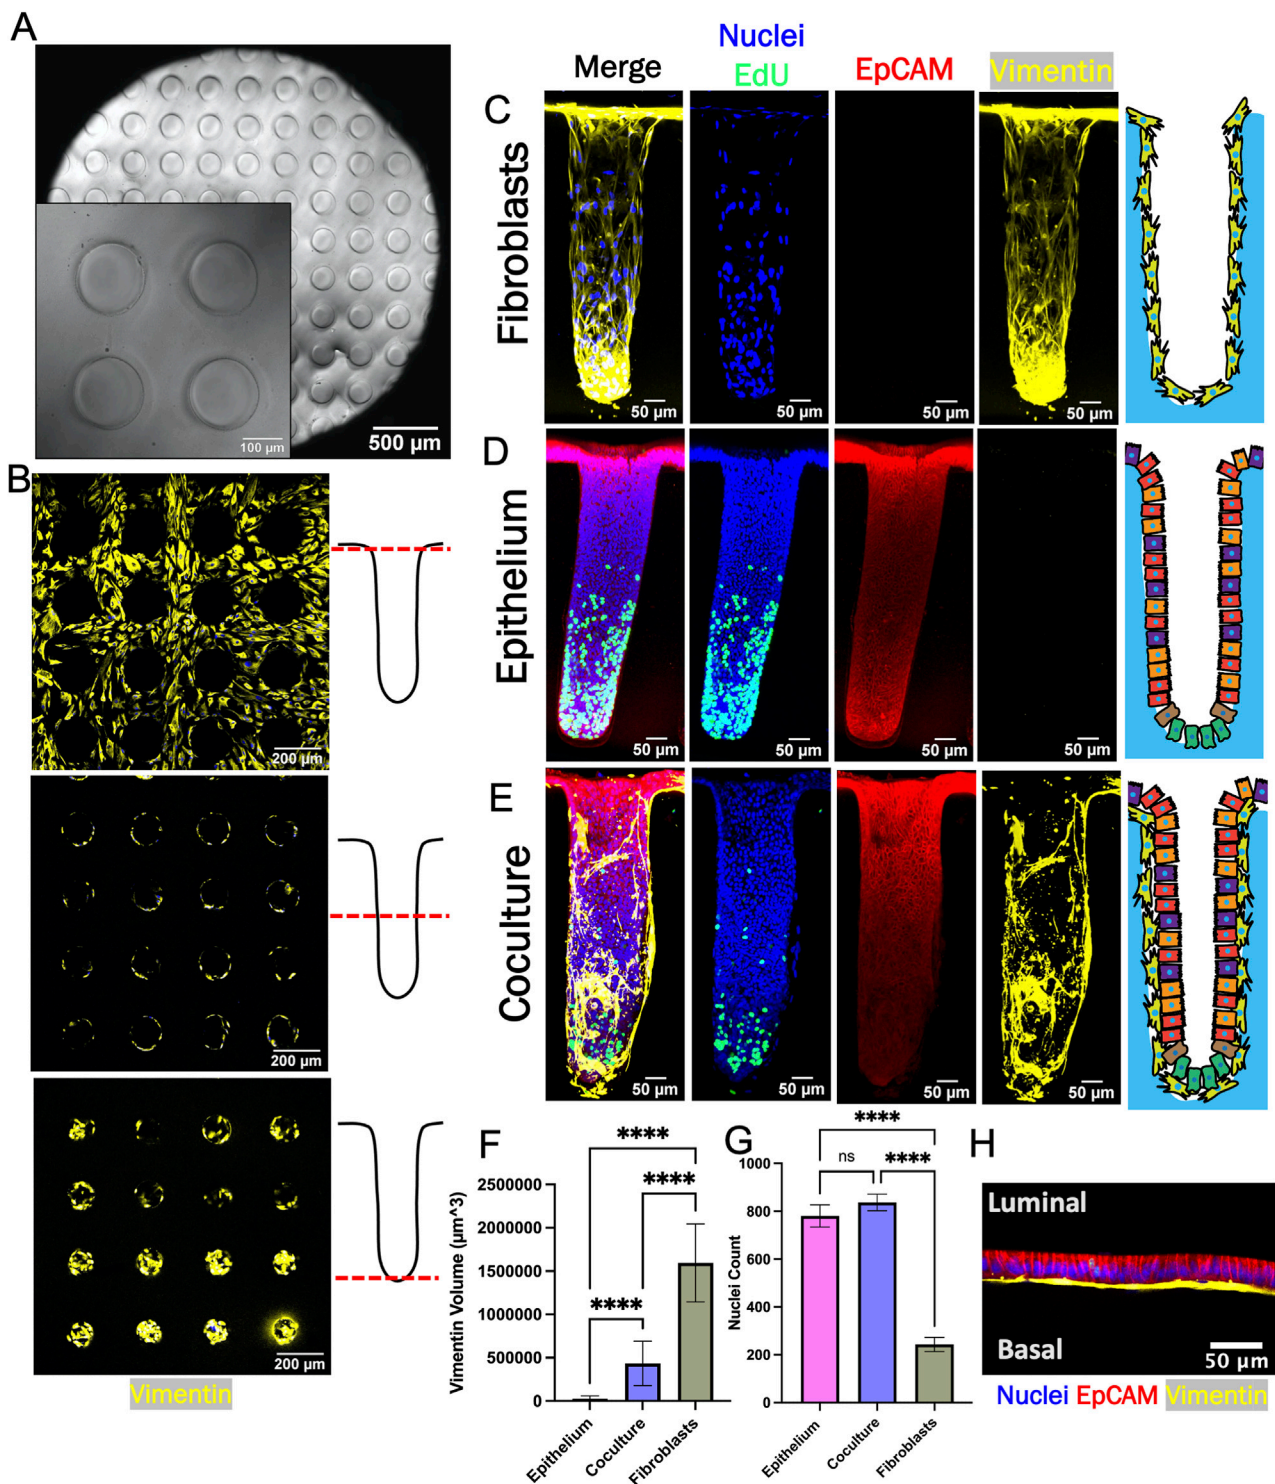 A
500 µm
100 µm
B
200 µm
200 µm
200 µm
Vimentin
Nuclei
Merge EdU EpCAM Vimentin
C
Fibroblasts
50 µm 50 µm 50 µm 50 µm
D
Epithelium
50 µm 50 µm 50 µm 50 µm
E
Coculture
50 µm 50 µm 50 µm 50 µm
F
****
****
****
Vimentin Volume (µm^3)
2500000
2000000
1500000
1000000
500000
0
Epithelium
Coculture
Fibroblasts
G
****
ns ****
Nuclei Count
1000
800
600
400
200
0
Epithelium
Coculture
Fibroblasts
H
Luminal
Basal
50 µm
Nuclei EpCAM Vimentin